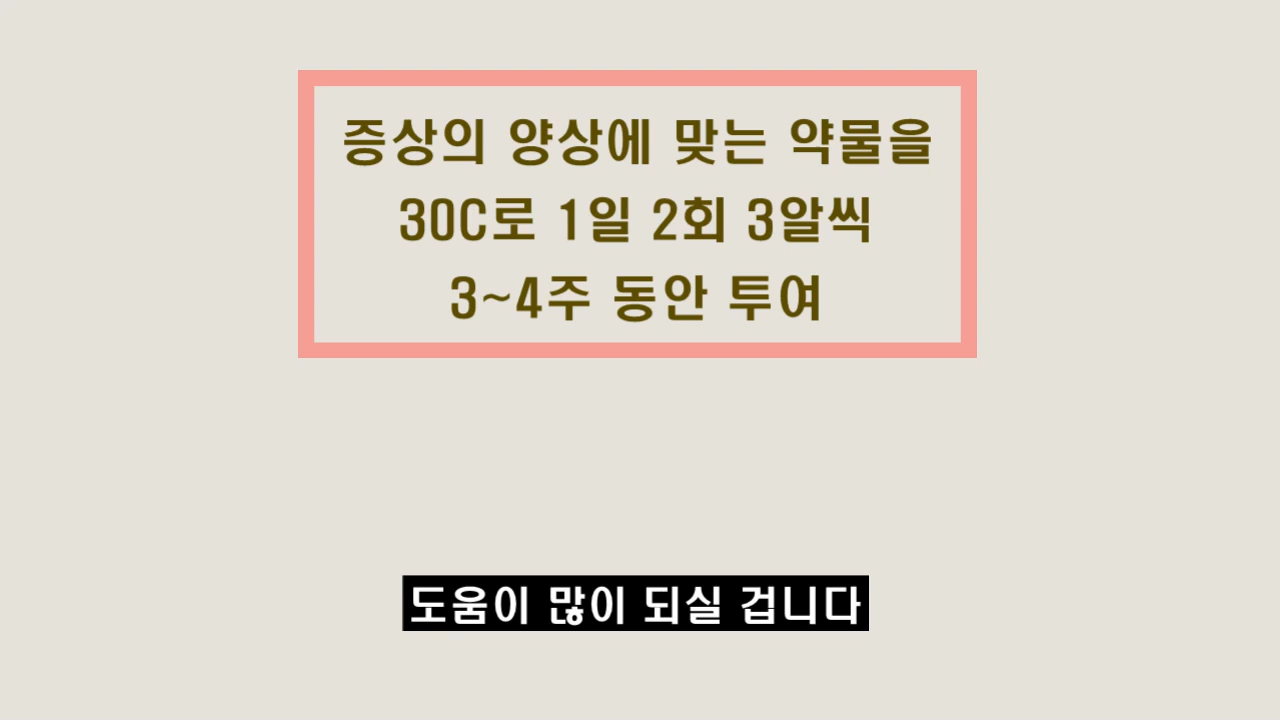 증상의 양상에 맞는 약물을
30C로 1일 2회 3알씩
3~4주 동안 투여
도움이 많이 되실 겁니다